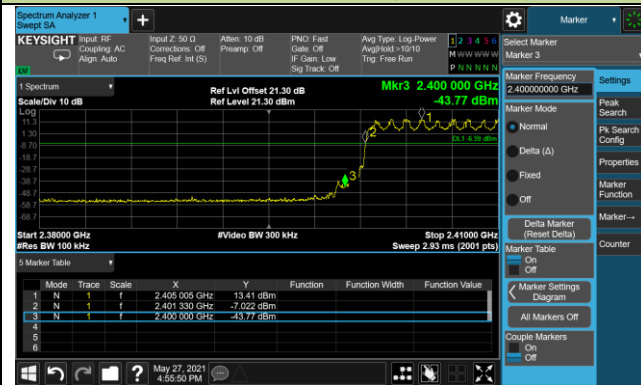 Spectrum Analyzer 1
Swept SA
+
Marker
KEYSIGHT
Input: RF
Coupling: AC
Align: Auto
Input Z: 50 Ω
Corrections: Off
Freq Ref: Int (S)
Atten: 10 dB
Preamp: Off
PNO: Fast
Gate: Off
IF Gain: Low
Sig Track: Off
Avg Type: Log-Power
Avg|Hold:>10/10
Trig: Free Run
1 2 3 4 5 6
M W W W W W
P N N N N N
LXI
1 Spectrum
Scale/Div 10 dB
Log
Ref Lvl Offset 21.30 dB
Ref Level 21.30 dBm
Mkr3 2.400 000 GHz
-43.77 dBm
11.3
1.30
-8.70
-18.7
-28.7
-38.7
-48.7
-58.7
-68.7
1
2
3
DL1 -6.59 dBm
Start 2.38000 GHz
#Res BW 100 kHz
#Video BW 300 kHz
Stop 2.41000 GHz
Sweep 2.93 ms (2001 pts)
5 Marker Table
Mode Trace Scale X Y Function Function Width Function Value
1 N 1 f 2.405 005 GHz 13.41 dBm
2 N 1 f 2.401 330 GHz -7.022 dBm
3 N 1 f 2.400 000 GHz -43.77 dBm
4
5
6
?
May 27, 2021
4:55:50 PM
Select Marker
Marker 3
Marker Frequency
2.400000000 GHz
Marker Mode
Normal
Delta (Δ)
Fixed
Off
Delta Marker
(Reset Delta)
Marker Table
On
Off
Marker Settings
Diagram
All Markers Off
Couple Markers
On
Off
Settings
Peak
Search
Pk Search
Config
Properties
Marker
Function
Marker→
Counter